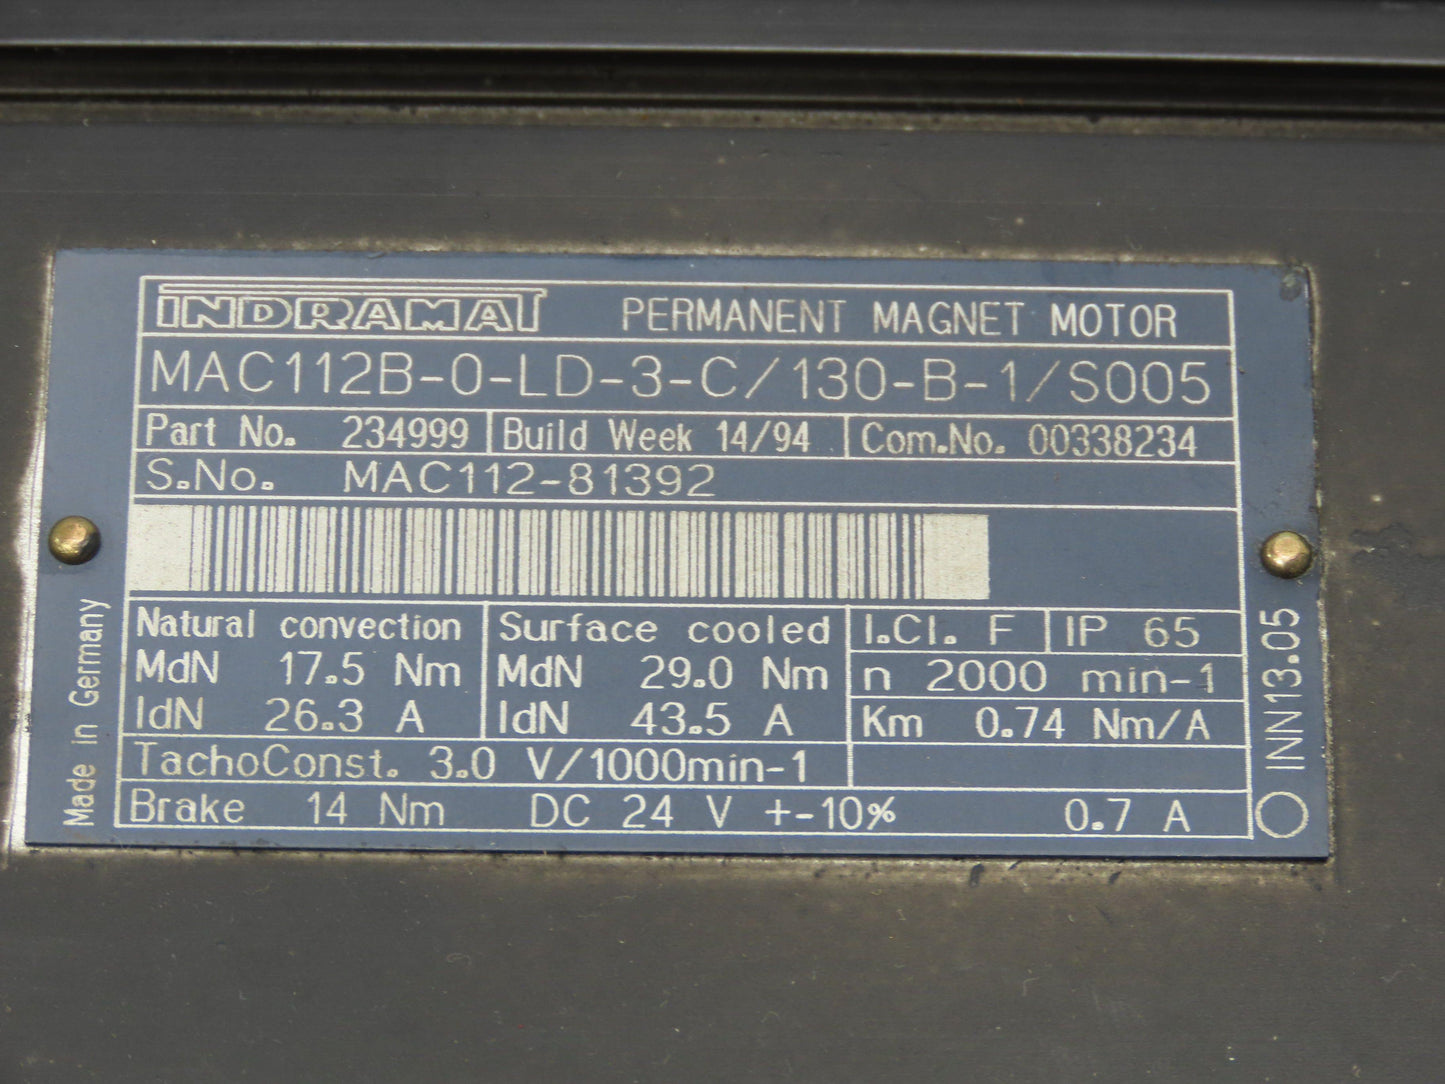 INDRAMAT PERMANENT MAGNET MOTOR
MAC112B-0-LD-3-C/130-B-1/S005
Part No. 234999 Build Week 14/94 Com.No. 00338234
S.No. MAC112-81392
Natural convection Surface cooled I.Cl. F IP 65
MdN 17.5 Nm MdN 29.0 Nm n 2000 min-1
IdN 26.3 A IdN 43.5 A Km 0.74 Nm/A
TachoConst. 3.0 V/1000min-1
Brake 14 Nm DC 24 V +-10% 0.7 A
Made in Germany
INN13.05